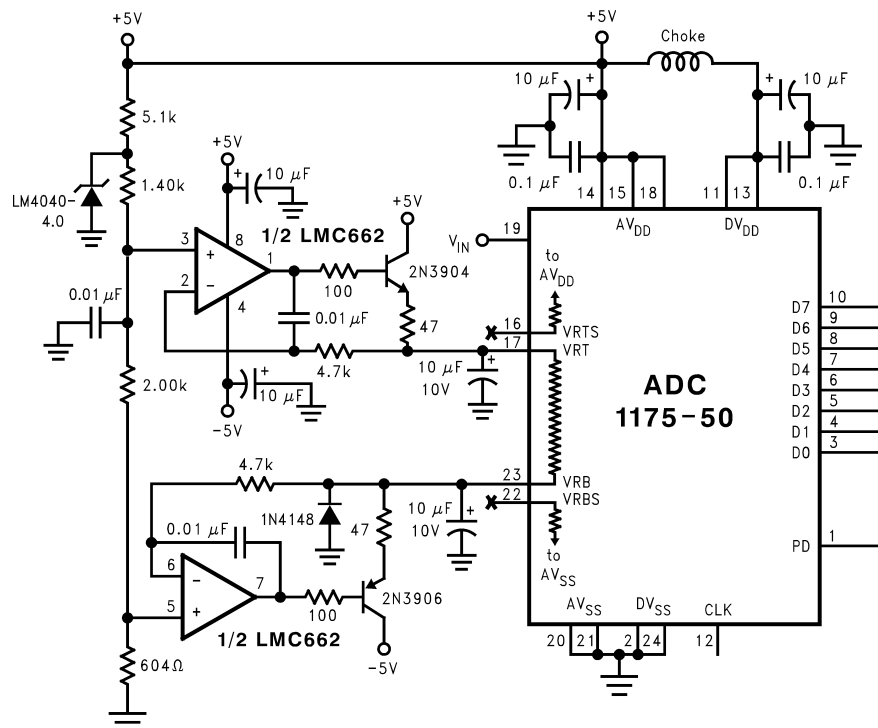 +5V
+5V
Choke
10 µF
+
+
10 µF
5.1k
+5V
0.1 µF
0.1 µF
LM4040-
4.0
1.40k
+
10 µF
+5V
14
15
18
11
13
AVDD
DVDD
VIN
19
1/2 LMC662
3
+
8
1
2
−
4
100
2N3904
to
AVDD
0.01 µF
0.01 µF
47
16
VRTS
17
VRT
4.7k
10 µF
10V
+
2.00k
+
10 µF
-5V
ADC
1175-50
D7
10
D6
9
D5
8
D4
7
D3
6
D2
5
D1
4
D0
3
4.7k
23
VRB
22
VRBS
1N4148
47
10 µF
10V
+
0.01 µF
to
AVSS
PD
1
6
−
7
5
+
100
2N3906
1/2 LMC662
-5V
AVSS
DVSS
CLK
20
21
2
24
12
604Ω